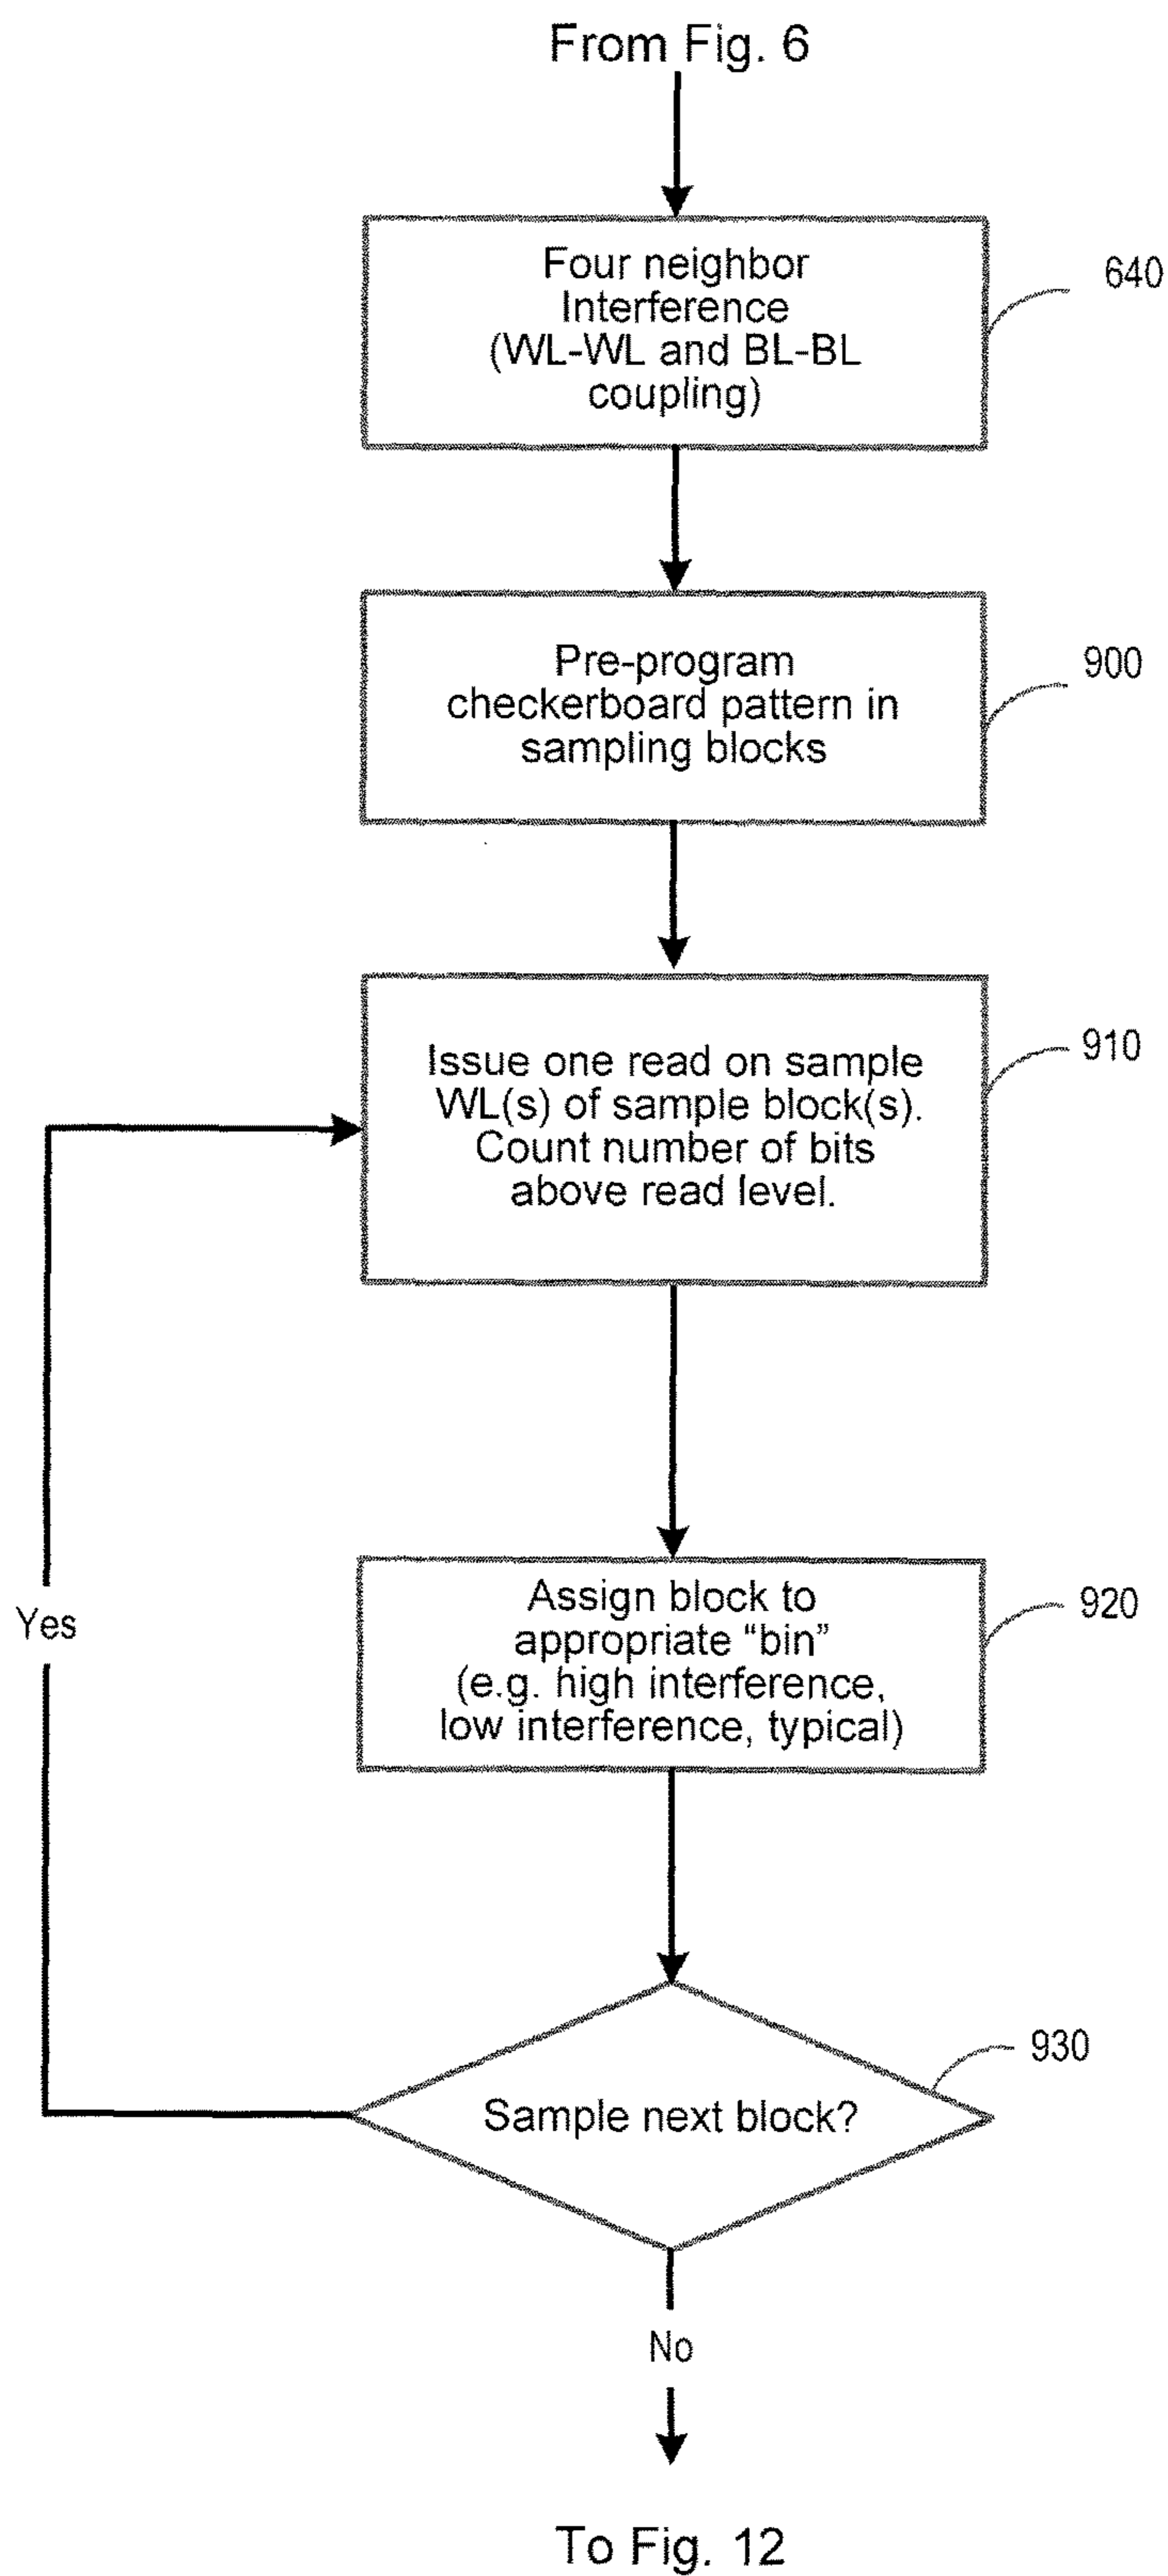 From Fig. 6
Four neighbor
Interference
(WL-WL and BL-BL
coupling)
640
Pre-program
checkerboard pattern in
sampling blocks
900
Issue one read on sample
WL(s) of sample block(s).
Count number of bits
above read level.
910
Assign block to
appropriate “bin”
(e.g. high interference,
low interference, typical)
920
Yes
Sample next block?
930
No
To Fig. 12